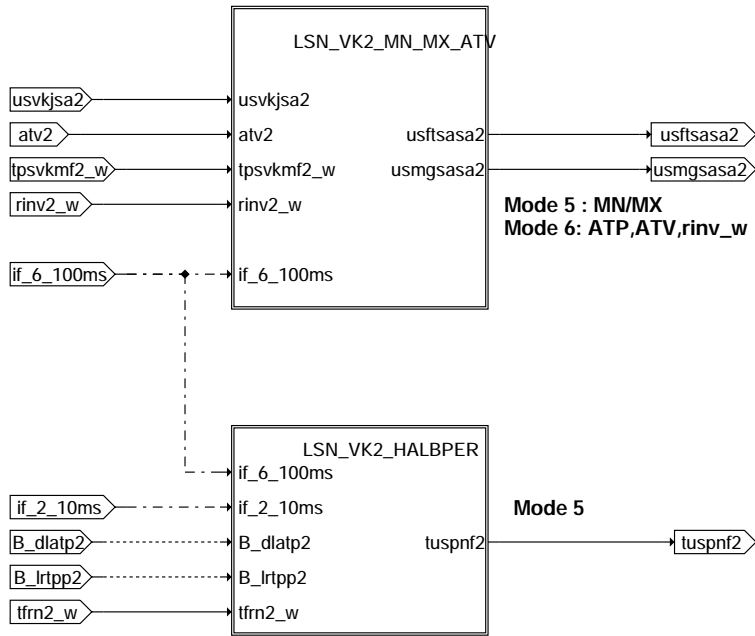 LSN_VK2_MN_MX_ATV
usvkjsa2 usvkjsa2
atv2 atv2 usftsasa2 usftsasa2
tpsvkmf2_w tpsvkmf2_w usmgsasa2 usmgsasa2
rinv2_w rinv2_w Mode 5 : MN/MX
Mode 6: ATP,ATV,rinv_w
if_6_100ms if_6_100ms
LSN_VK2_HALBPER
if_6_100ms
if_2_10ms if_2_10ms Mode 5
B_dlatp2 B_dlatp2 tuspnf2 tuspnf2
B_lrtpp2 B_lrtpp2
tfrn2_w tfrn2_w